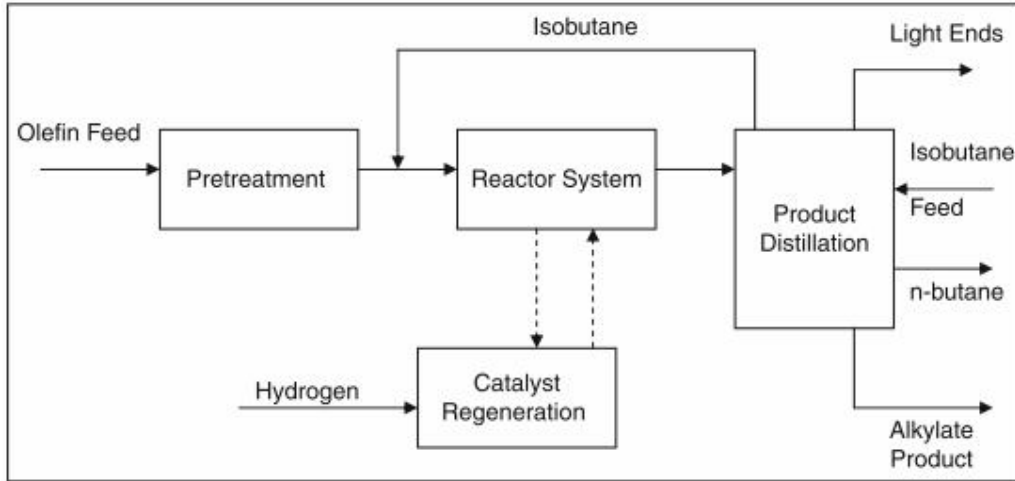 Isobutane
Light Ends
Olefin Feed
Pretreatment
Reactor System
Isobutane
Feed
Product
Distillation
n-butane
Hydrogen
Catalyst
Regeneration
Alkylate
Product